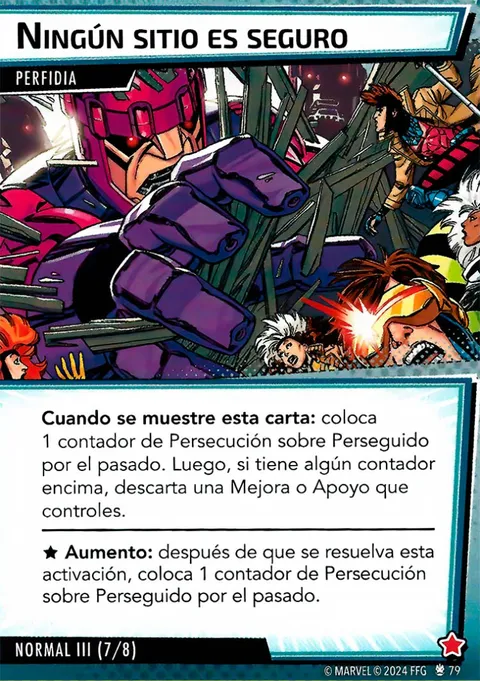 NINGÚN SITIO ES SEGURO
PERFIDIA
Cuando se muestre esta carta: coloca
1 contador de Persecución sobre Perseguido
por el pasado. Luego, si tiene algún contador
encima, descarta una Mejora o Apoyo que
controles.
★ Aumento: después de que se resuelva esta
activación, coloca 1 contador de Persecución
sobre Perseguido por el pasado.
NORMAL III (7/8)
© MARVEL © 2024 FFG 79